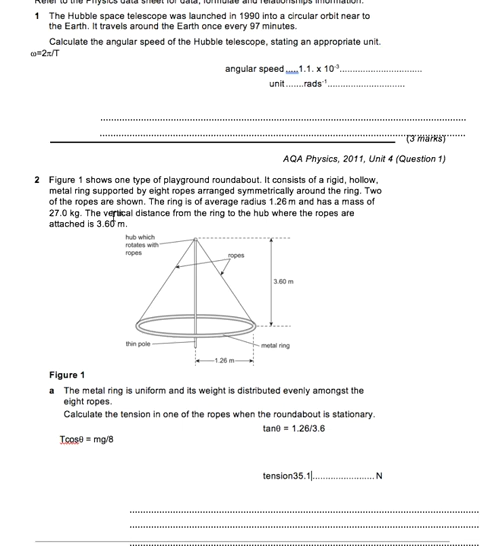 Refer to the Physics data sheet for data, formulae and relationships information.
1 The Hubble space telescope was launched in 1990 into a circular orbit near to
the Earth. It travels around the Earth once every 97 minutes.
Calculate the angular speed of the Hubble telescope, stating an appropriate unit.
ω=2π/T
angular speed......1.1. x 10⁻³..............................
unit.......rads⁻¹............................
(3 marks)
AQA Physics, 2011, Unit 4 (Question 1)
2 Figure 1 shows one type of playground roundabout. It consists of a rigid, hollow,
metal ring supported by eight ropes arranged symmetrically around the ring. Two
of the ropes are shown. The ring is of average radius 1.26 m and has a mass of
27.0 kg. The vertical distance from the ring to the hub where the ropes are
attached is 3.60 m.
hub which
rotates with
ropes
ropes
3.60 m
thin pole
metal ring
1.26 m
Figure 1
a The metal ring is uniform and its weight is distributed evenly amongst the
eight ropes.
Calculate the tension in one of the ropes when the roundabout is stationary.
tanθ = 1.26/3.6
Tcosθ = mg/8
tension35.1........................N